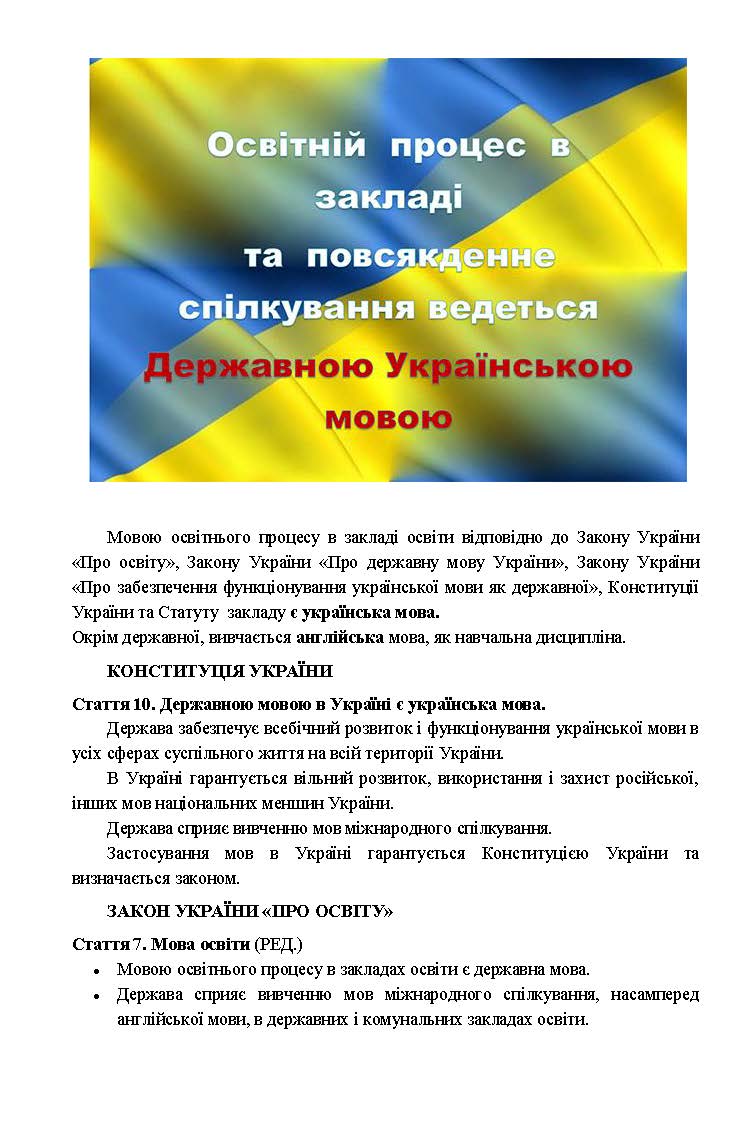 Освітній процес в
закладі
та повсякденне
спілкування ведеться
Державною Українською
мовою
Мовою освітнього процесу в закладі освіти відповідно до Закону України
«Про освіту», Закону України «Про державну мову України», Закону України
«Про забезпечення функціонування української мови як державної», Конституції
України та Статуту закладу є українська мова.
Окрім державної, вивчається англійська мова, як навчальна дисципліна.
КОНСТИТУЦІЯ УКРАЇНИ
Стаття 10. Державною мовою в Україні є українська мова.
Держава забезпечує всебічний розвиток і функціонування української мови в
усіх сферах суспільного життя на всій території України.
В Україні гарантується вільний розвиток, використання і захист російської,
інших мов національних меншин України.
Держава сприяє вивченню мов міжнародного спілкування.
Застосування мов в Україні гарантується Конституцією України та
визначається законом.
ЗАКОН УКРАЇНИ «ПРО ОСВІТУ»
Стаття 7. Мова освіти (РЕД.)
• Мовою освітнього процесу в закладах освіти є державна мова.
• Держава сприяє вивченню мов міжнародного спілкування, насамперед
англійської мови, в державних і комунальних закладах освіти.